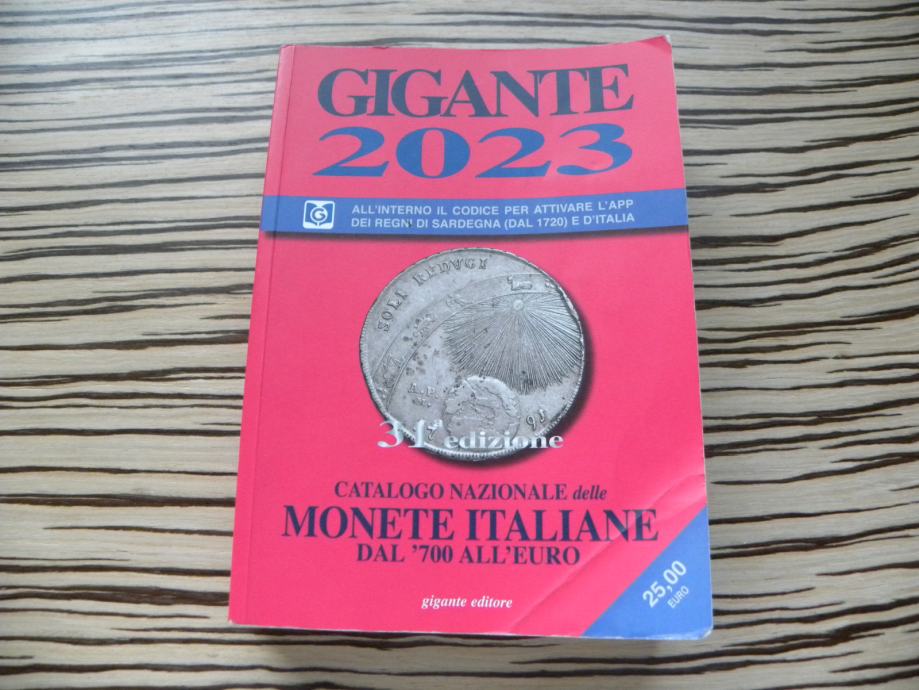 GIGANTE
2023
G
ALL'INTERNO IL CODICE PER ATTIVARE L'APP
DEI REGNI DI SARDEGNA (DAL 1720) E D'ITALIA
SOLI REDVCI
A.P.
31ª edizione
CATALOGO NAZIONALE delle
MONETE ITALIANE
DAL '700 ALL'EURO
25,00
EURO
gigante editore